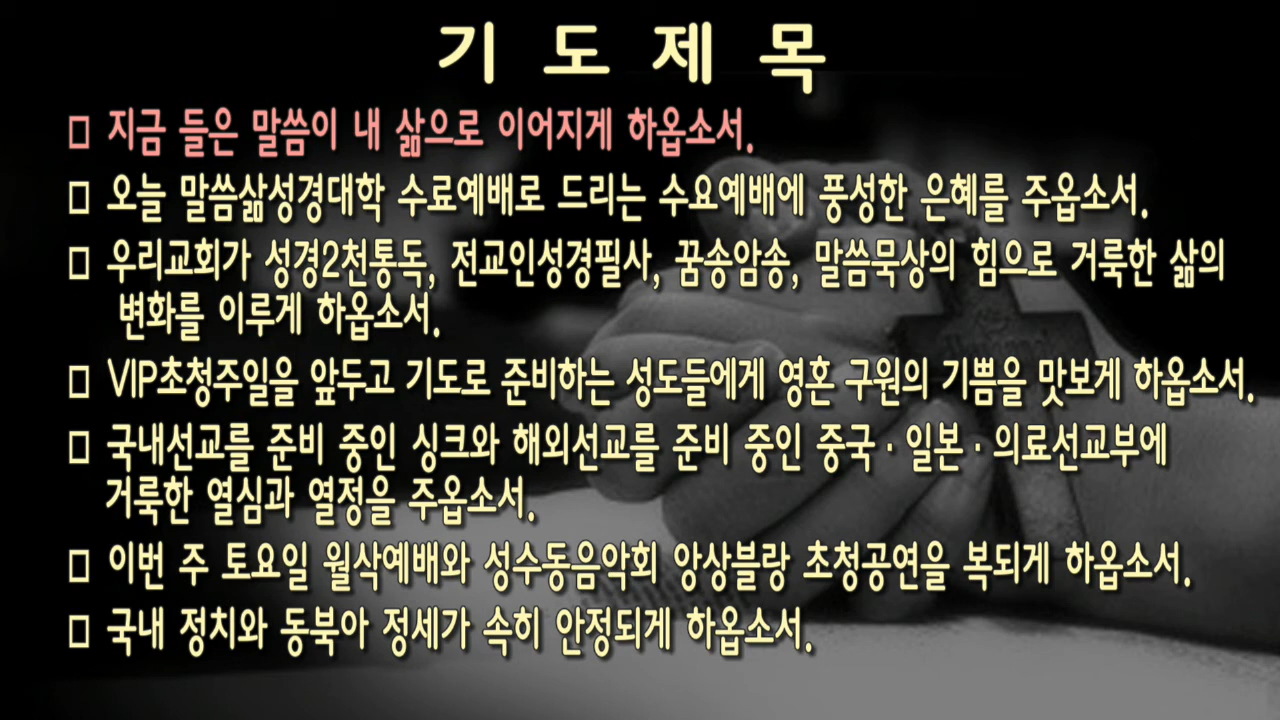 기 도 제 목
□ 지금 들은 말씀이 내 삶으로 이어지게 하옵소서.
□ 오늘 말씀삶성경대학 수료예배로 드리는 수요예배에 풍성한 은혜를 주옵소서.
□ 우리교회가 성경2천통독, 전교인성경필사, 꿈송암송, 말씀묵상의 힘으로 거룩한 삶의
변화를 이루게 하옵소서.
□ VIP초청주일을 앞두고 기도로 준비하는 성도들에게 영혼 구원의 기쁨을 맛보게 하옵소서.
□ 국내선교를 준비 중인 싱크와 해외선교를 준비 중인 중국·일본·의료선교부에
거룩한 열심과 열정을 주옵소서.
□ 이번 주 토요일 월삭예배와 성수동음악회 앙상블랑 초청공연을 복되게 하옵소서.
□ 국내 정치와 동북아 정세가 속히 안정되게 하옵소서.